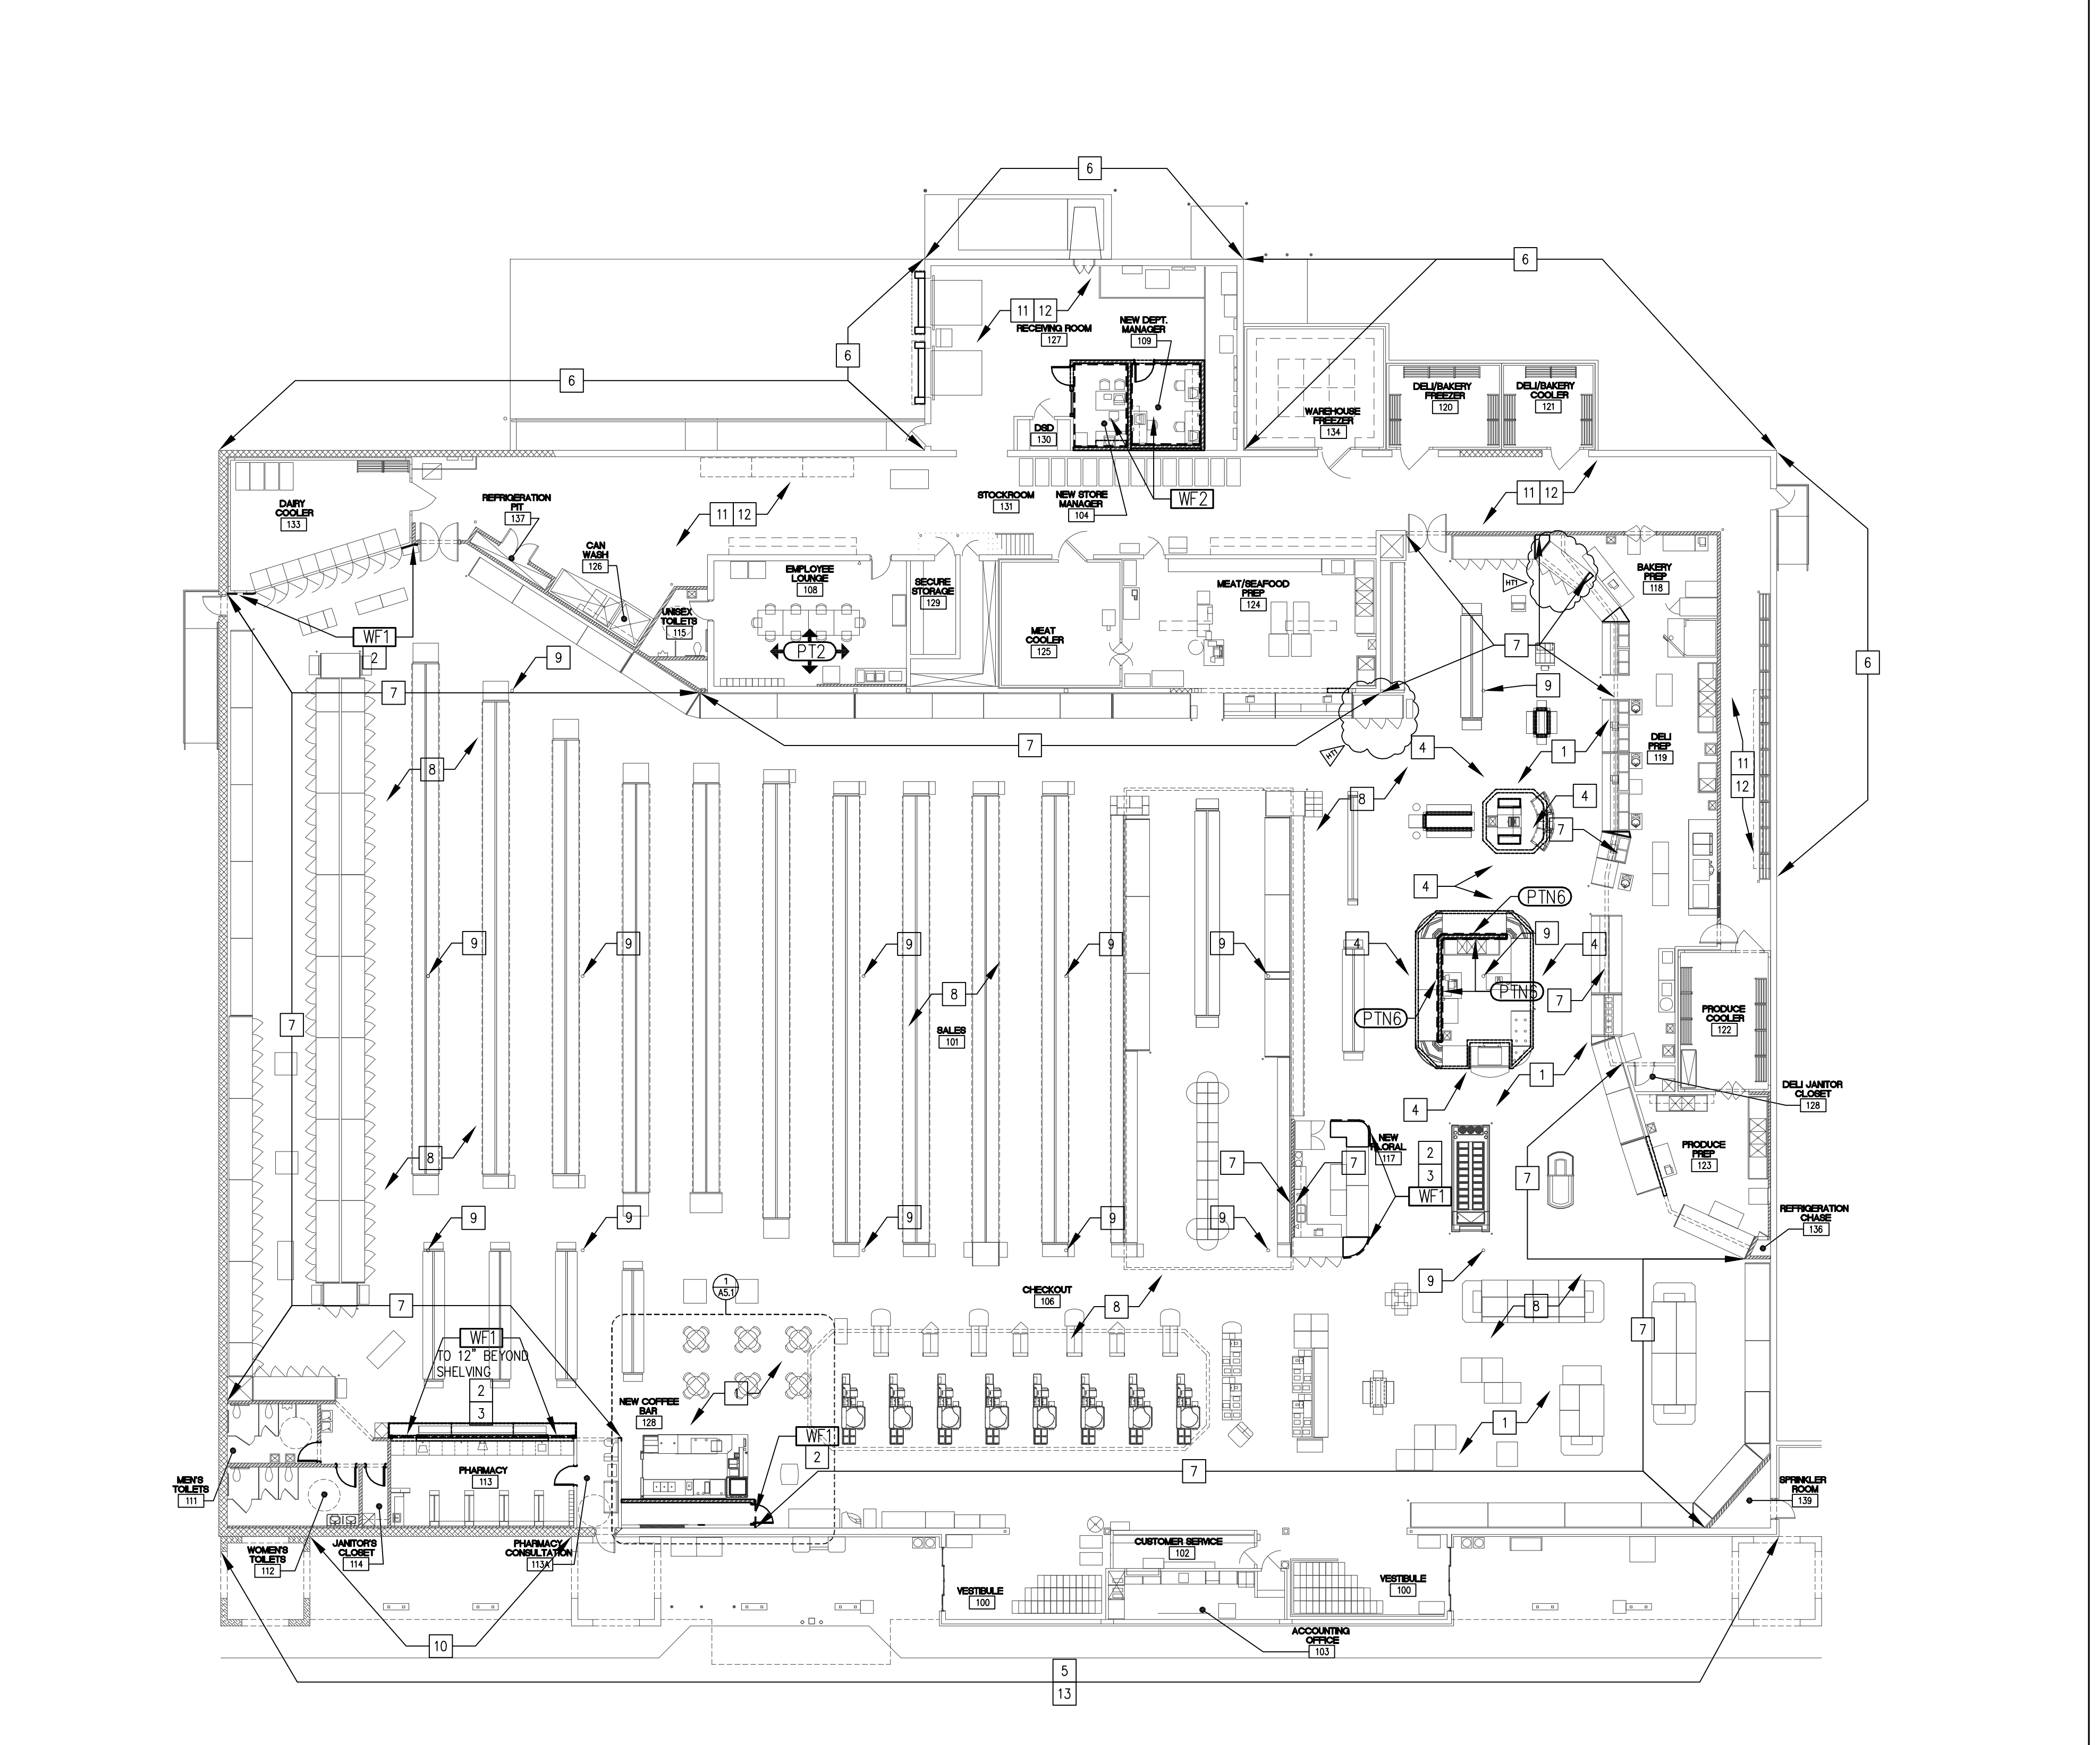 6
6
11 12
RECEIVING ROOM
127
NEW DEPT.
MANAGER
109
6
6
DELI/BAKERY
FREEZER
120
DELI/BAKERY
COOLER
121
WAREHOUSE
FREEZER
134
DSD
130
DAIRY
COOLER
133
REFRIGERATION
PIT
137
11 12
STOCKROOM
131
NEW STORE
MANAGER
104
WF2
11 12
CAN
WASH
126
EMPLOYEE
LOUNGE
108
SECURE
STORAGE
129
MEAT/SEAFOOD
PREP
124
HT1
BAKERY
PREP
118
UNISEX
TOILETS
115
PT2
MEAT
COOLER
125
WF1
2
9
7
7
6
9
7
HT1
4
1
DELI
PREP
119
11
12
8
8
4
7
4
PTN6
9
9
9
9
9
9
4
4
PTN6
7
PTN6
8
7
SALES
101
PRODUCE
COOLER
122
1
4
DELI JANITOR
CLOSET
128
8
7
7
NEW
FLORAL
117
2
3
WF1
7
PRODUCE
PREP
123
9
9
9
9
9
REFRIGERATION
CHASE
136
9
1
A5.1
CHECKOUT
106
8
8
7
7
WF1
TO 12" BEYOND
SHELVING
2
3
1
NEW COFFEE
BAR
128
WF1
2
1
7
MEN'S
TOILETS
111
PHARMACY
113
SPRINKLER
ROOM
139
WOMEN'S
TOILETS
112
JANITOR'S
CLOSET
114
PHARMACY
CONSULTATION
113A
CUSTOMER SERVICE
102
VESTIBULE
100
VESTIBULE
100
10
ACCOUNTING
OFFICE
103
5
13